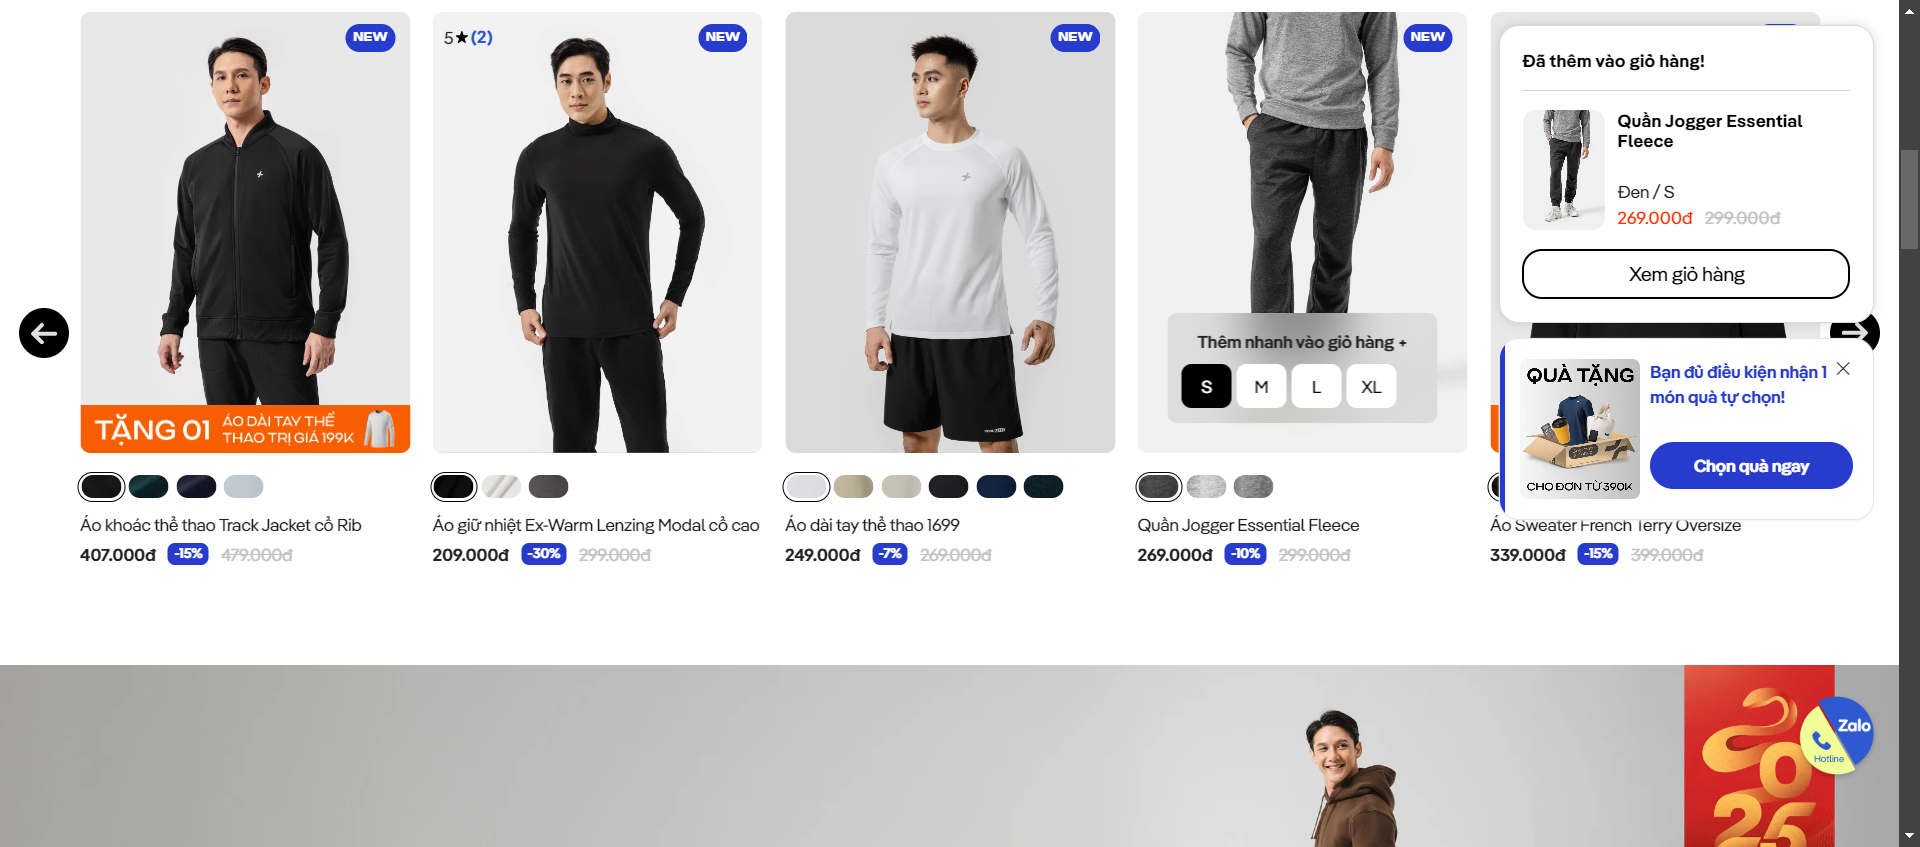 NEW
5★(2)
NEW
NEW
NEW
Đã thêm vào giỏ hàng!
Quần Jogger Essential
Fleece
Đen / S
269.000đ 299.000đ
Xem giỏ hàng
Thêm nhanh vào giỏ hàng +
S M L XL
QUÀ TẶNG
CHO ĐƠN TỪ 390K
Bạn đủ điều kiện nhận 1
món quà tự chọn!
Chọn quà ngay
TẶNG 01
ÁO DÀI TAY THỂ
THAO TRỊ GIÁ 199K
Áo khoác thể thao Track Jacket cổ Rib
407.000đ -15% 479.000đ
Áo giữ nhiệt Ex-Warm Lenzing Modal cổ cao
209.000đ -30% 299.000đ
Áo dài tay thể thao 1699
249.000đ -7% 269.000đ
Quần Jogger Essential Fleece
269.000đ -10% 299.000đ
Áo Sweater French Terry Oversize
339.000đ -15% 399.000đ
Zalo
Hotline
2025